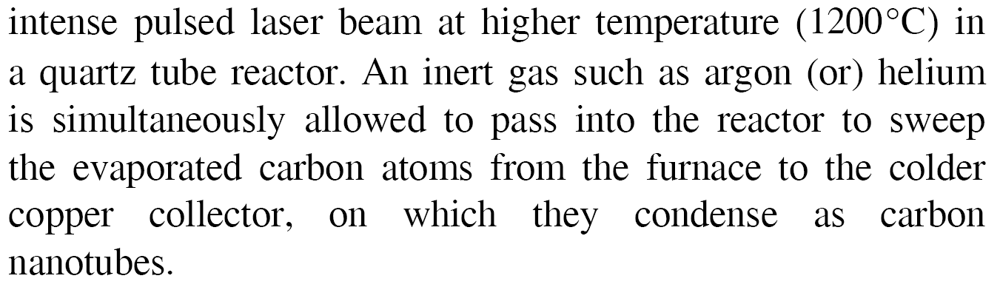 intense pulsed laser beam at higher temperature (1200°C) in
a quartz tube reactor. An inert gas such as argon (or) helium
is simultaneously allowed to pass into the reactor to sweep
the evaporated carbon atoms from the furnace to the colder
copper collector, on which they condense as carbon
nanotubes.